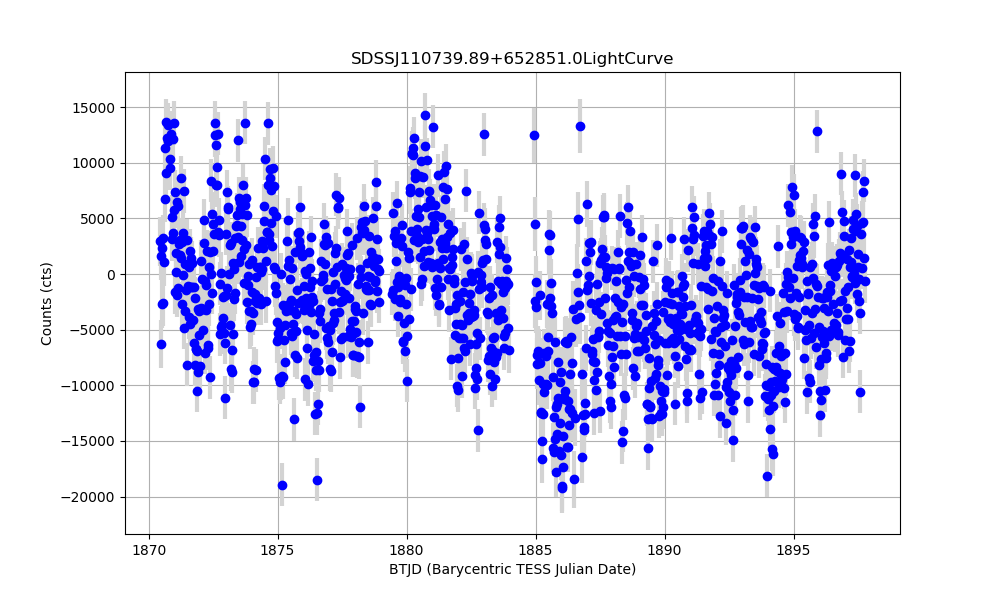 SDSSJ110739.89+652851.0LightCurve
15000
10000
5000
0
−5000
−10000
−15000
−20000
Counts (cts)
1870 1875 1880 1885 1890 1895
BTJD (Barycentric TESS Julian Date)